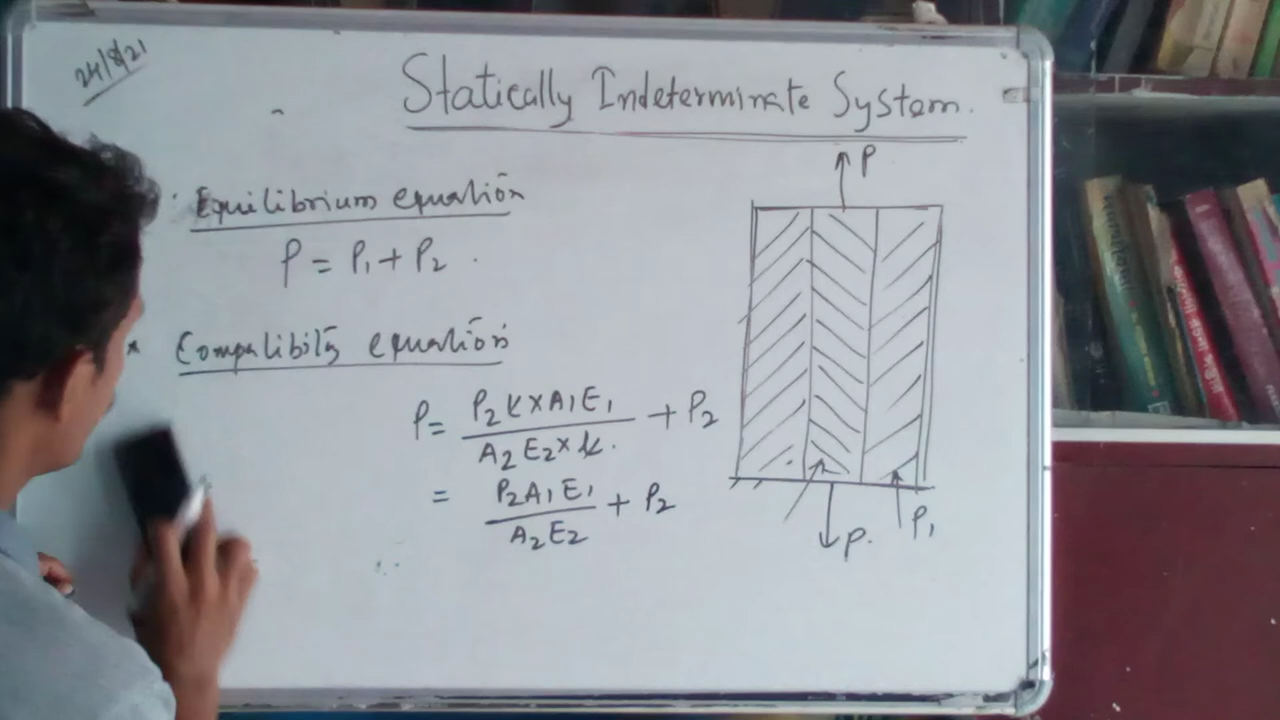 24/8/21
Statically Indeterminate System.
Equilibrium equation
P = P₁ + P₂ .
* Compatibility equation
P = P₂ L × A₁ E₁ / A₂ E₂ × L . + P₂
= P₂ A₁ E₁ / A₂ E₂ + P₂
P
P.
P₁